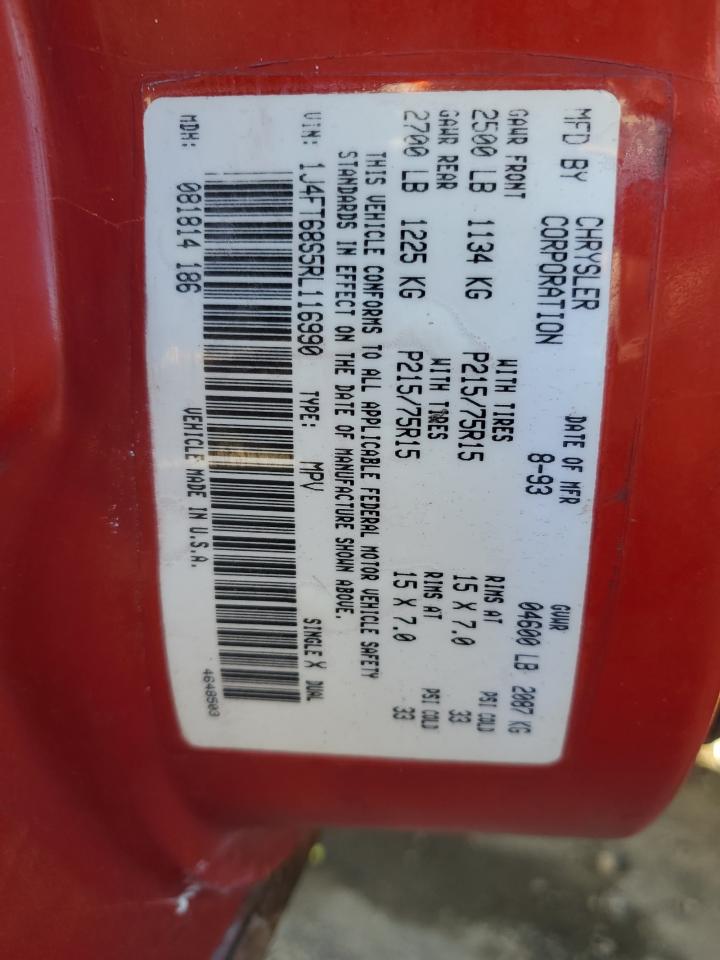 MFD BY CHRYSLER CORPORATION DATE OF MFR 8-93 GVWR 04600 LB 2087 KG
GAWR FRONT WITH TIRES RIMS AT PSI COLD
2500 LB 1134 KG P215/75R15 15 X 7.0 33
GAWR REAR WITH TIRES RIMS AT PSI COLD
2700 LB 1225 KG P215/75R15 15 X 7.0 33
THIS VEHICLE CONFORMS TO ALL APPLICABLE FEDERAL MOTOR VEHICLE SAFETY
STANDARDS IN EFFECT ON THE DATE OF MANUFACTURE SHOWN ABOVE.
VIN: 1J4FT68S5RL116990 TYPE: MPV SINGLE X DUAL
MDH: 081814 186 VEHICLE MADE IN U.S.A. 4648503